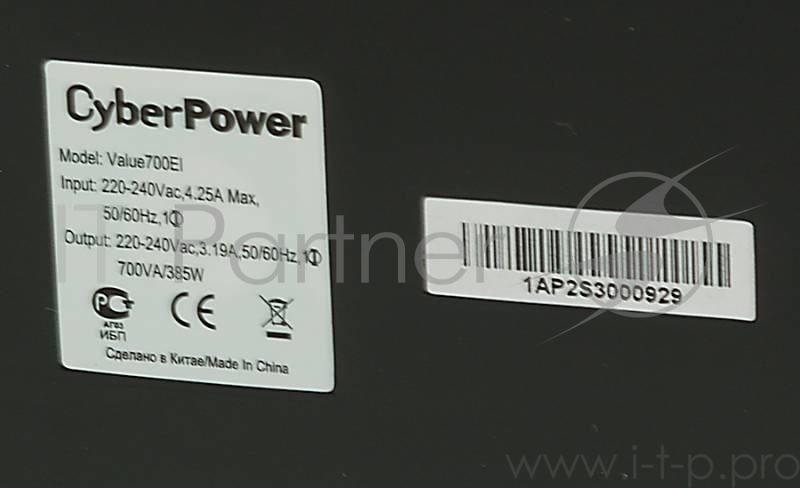 CyberPower
Model: Value700EI
Input: 220-240Vac,4.25A Max,
50/60Hz,1Φ
Output: 220-240Vac,3.19A,50/60Hz,1Φ
700VA/385W
РСТ
АГ03
ИБП
CE
Сделано в Китае/Made In China
1AP2S3000929
IT Partner
www.i-t-p.pro